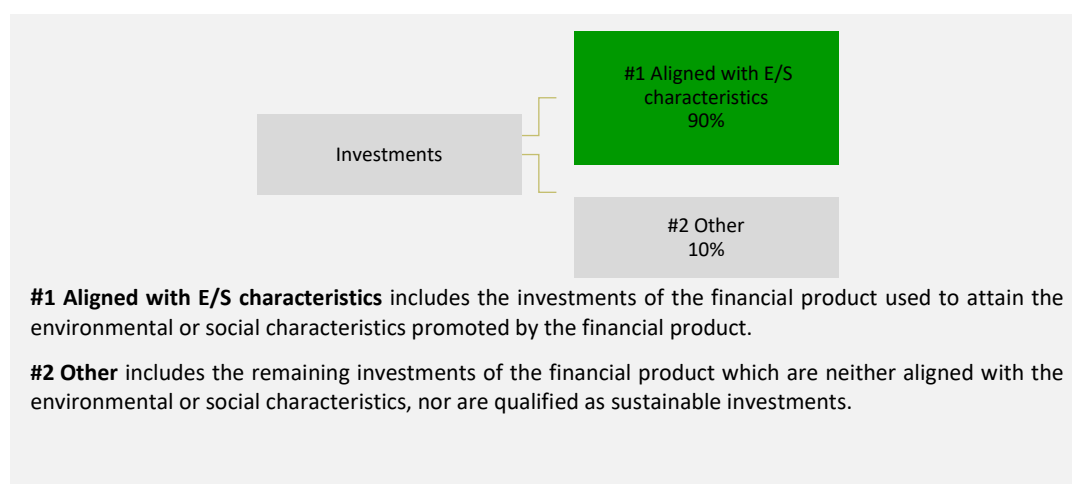 #1 Aligned with E/S
characteristics
90%
Investments
#2 Other
10%
#1 Aligned with E/S characteristics includes the investments of the financial product used to attain the
environmental or social characteristics promoted by the financial product.
#2 Other includes the remaining investments of the financial product which are neither aligned with the
environmental or social characteristics, nor are qualified as sustainable investments.